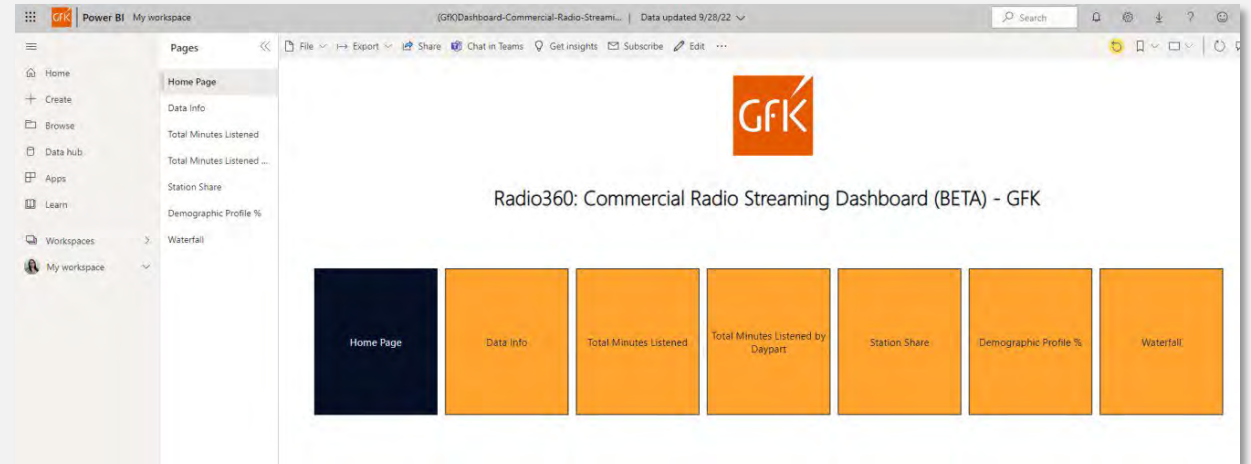 GfK Power BI My workspace
(GfK)Dashboard-Commercial-Radio-Streami... | Data updated 9/28/22
Search
Pages
File Export Share Chat in Teams Get insights Subscribe Edit ...
Home
Create
Browse
Data hub
Apps
Learn
Workspaces
My workspace
Home Page
Data Info
Total Minutes Listened
Total Minutes Listened ...
Station Share
Demographic Profile %
Waterfall
GfK
Radio360: Commercial Radio Streaming Dashboard (BETA) - GFK
Home Page
Data Info
Total Minutes Listened
Total Minutes Listened by
Daypart
Station Share
Demographic Profile %
Waterfall